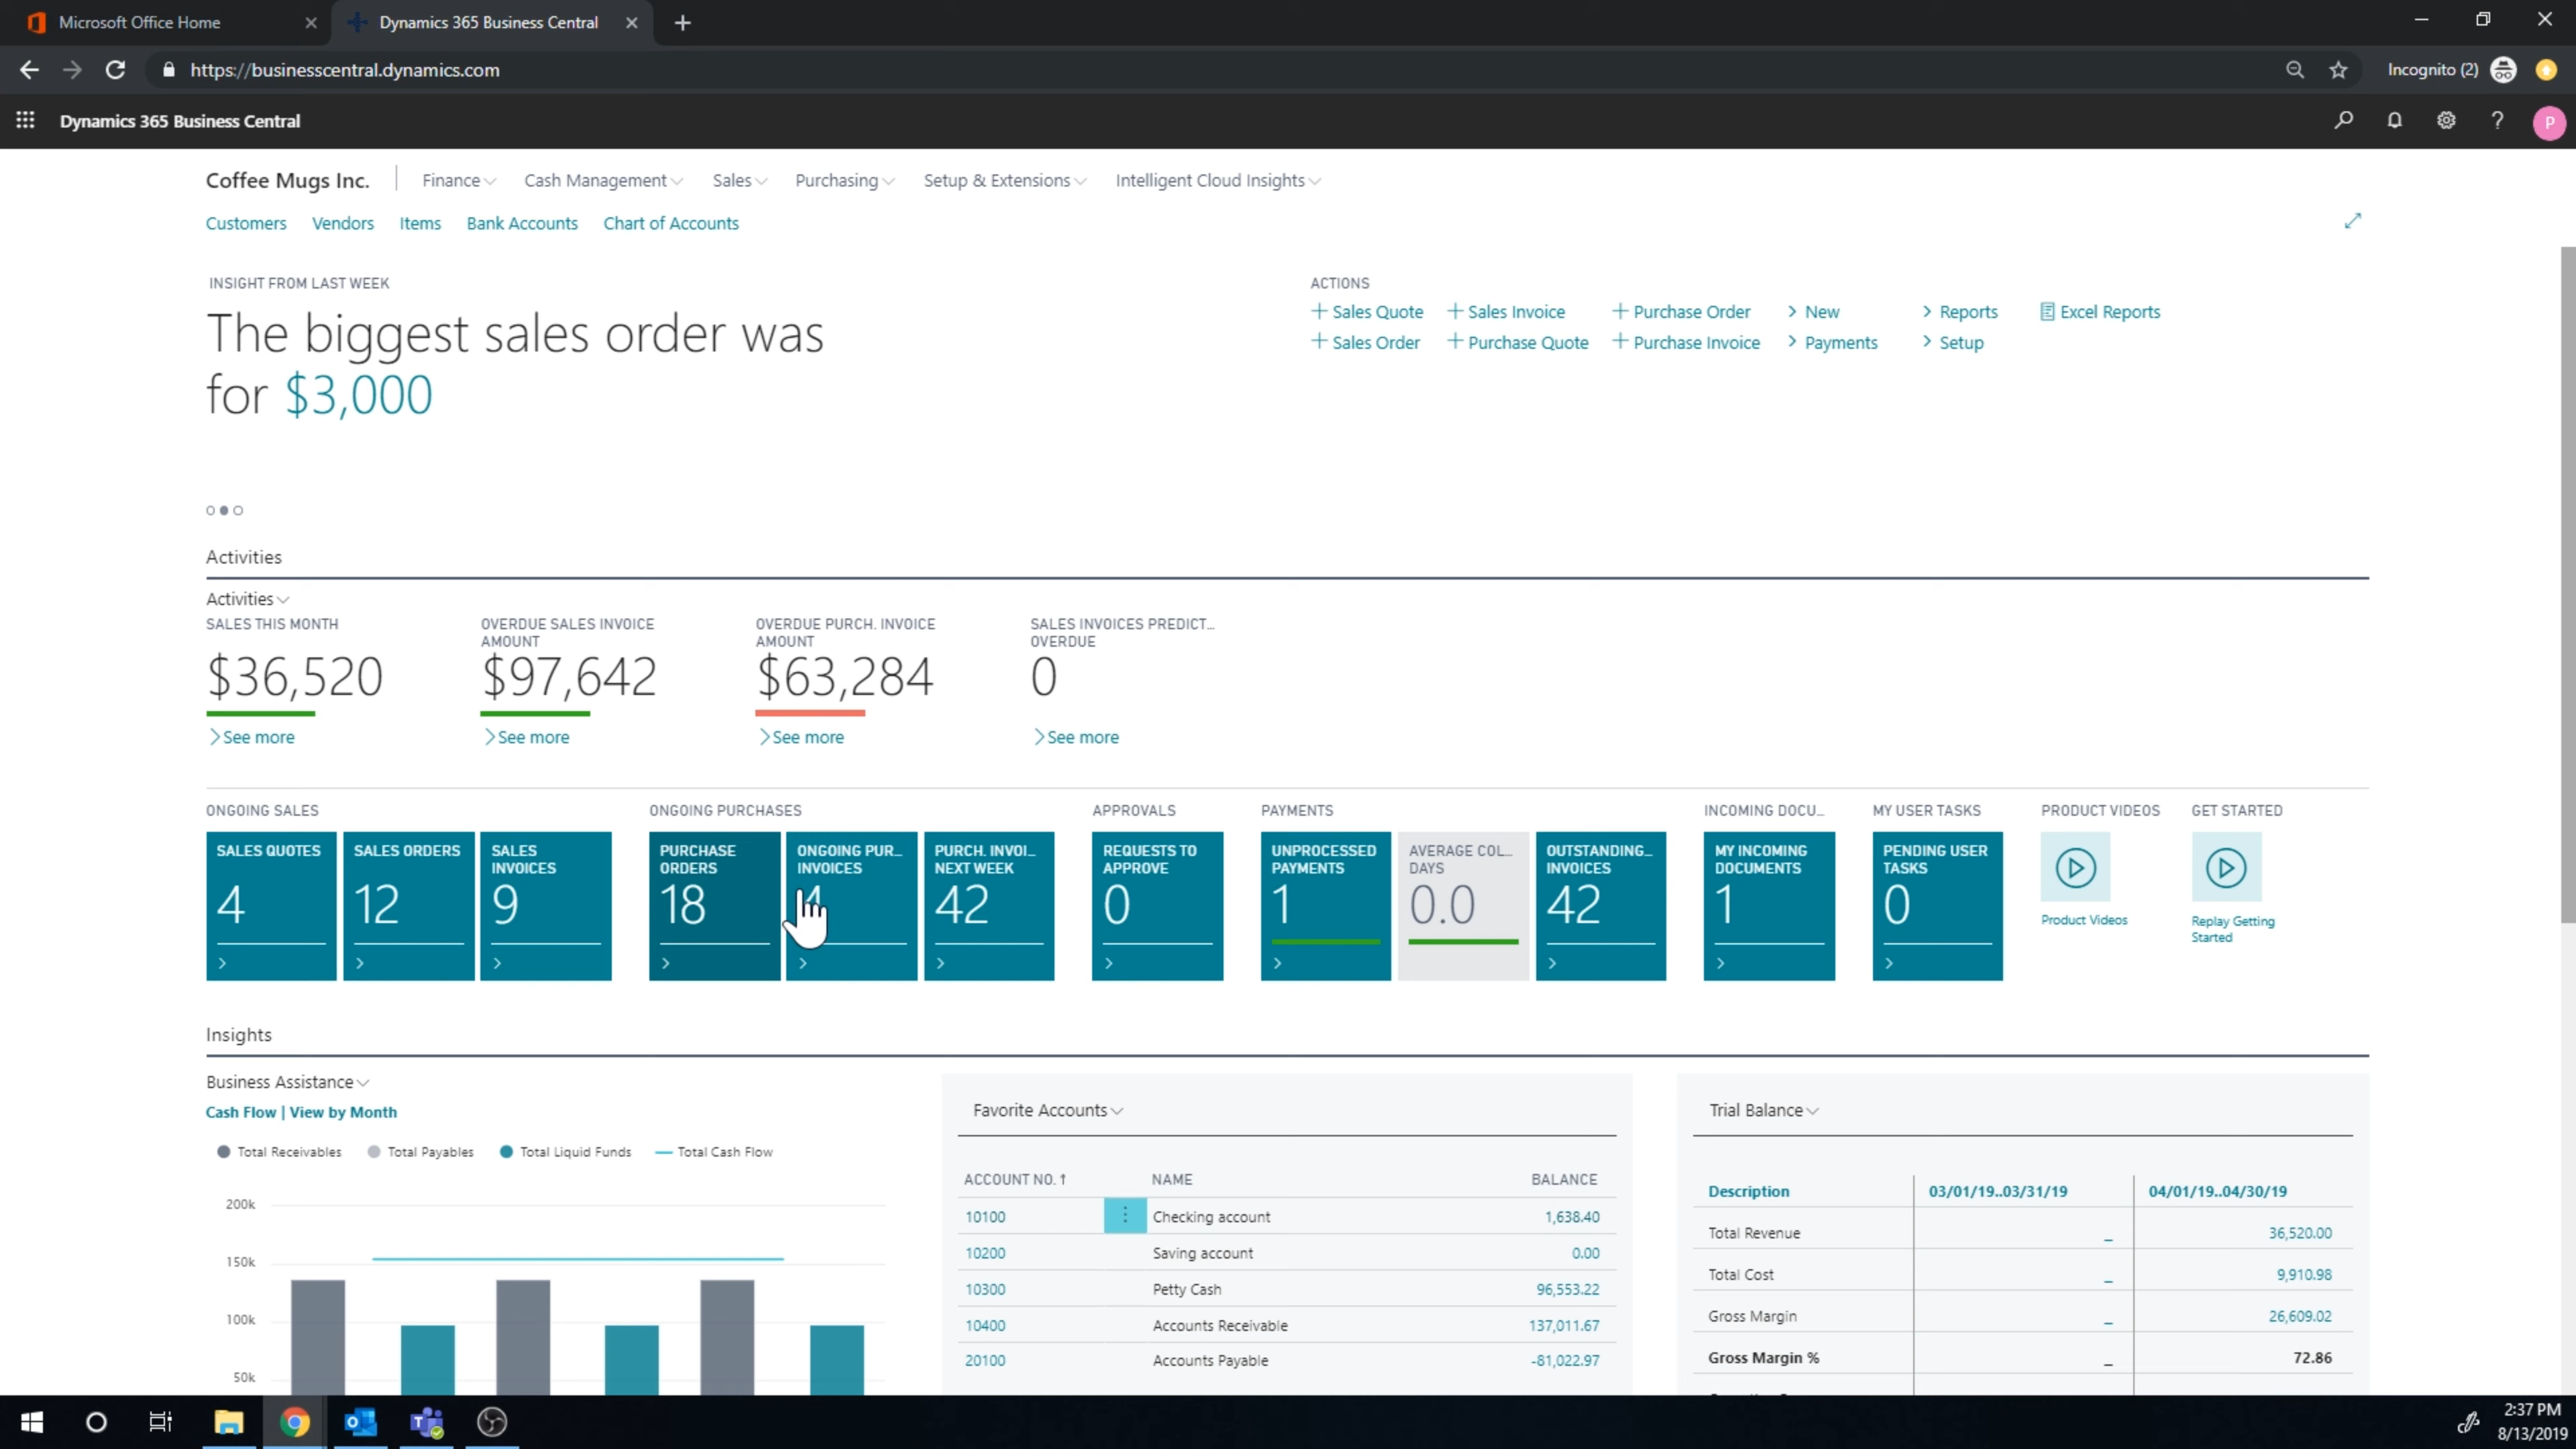 Microsoft Office Home
Dynamics 365 Business Central
https://businesscentral.dynamics.com
Incognito (2)
Dynamics 365 Business Central
P
Coffee Mugs Inc.
Finance
Cash Management
Sales
Purchasing
Setup & Extensions
Intelligent Cloud Insights
Customers
Vendors
Items
Bank Accounts
Chart of Accounts
INSIGHT FROM LAST WEEK
The biggest sales order was
for $3,000
ACTIONS
+ Sales Quote
+ Sales Invoice
+ Purchase Order
> New
> Reports
Excel Reports
+ Sales Order
+ Purchase Quote
+ Purchase Invoice
> Payments
> Setup
Activities
Activities
SALES THIS MONTH
$36,520
>See more
OVERDUE SALES INVOICE
AMOUNT
$97,642
>See more
OVERDUE PURCH. INVOICE
AMOUNT
$63,284
>See more
SALES INVOICES PREDICT...
OVERDUE
0
>See more
ONGOING SALES
SALES QUOTES
4
SALES ORDERS
12
SALES
INVOICES
9
ONGOING PURCHASES
PURCHASE
ORDERS
18
ONGOING PUR...
INVOICES
PURCH. INVOI...
NEXT WEEK
42
APPROVALS
REQUESTS TO
APPROVE
0
PAYMENTS
UNPROCESSED
PAYMENTS
1
AVERAGE COL...
DAYS
0.0
OUTSTANDING...
INVOICES
42
INCOMING DOCU...
MY INCOMING
DOCUMENTS
1
MY USER TASKS
PENDING USER
TASKS
0
PRODUCT VIDEOS
Product Videos
GET STARTED
Replay Getting
Started
Insights
Business Assistance
Cash Flow | View by Month
Total Receivables
Total Payables
Total Liquid Funds
Total Cash Flow
200k
150k
100k
50k
Favorite Accounts
ACCOUNT NO. ↑ NAME BALANCE
10100 Checking account 1,638.40
10200 Saving account 0.00
10300 Petty Cash 96,553.22
10400 Accounts Receivable 137,011.67
20100 Accounts Payable -81,022.97
Trial Balance
Description 03/01/19..03/31/19 04/01/19..04/30/19
Total Revenue _ 36,520.00
Total Cost _ 9,910.98
Gross Margin _ 26,609.02
Gross Margin % _ 72.86
2:37 PM
8/13/2019